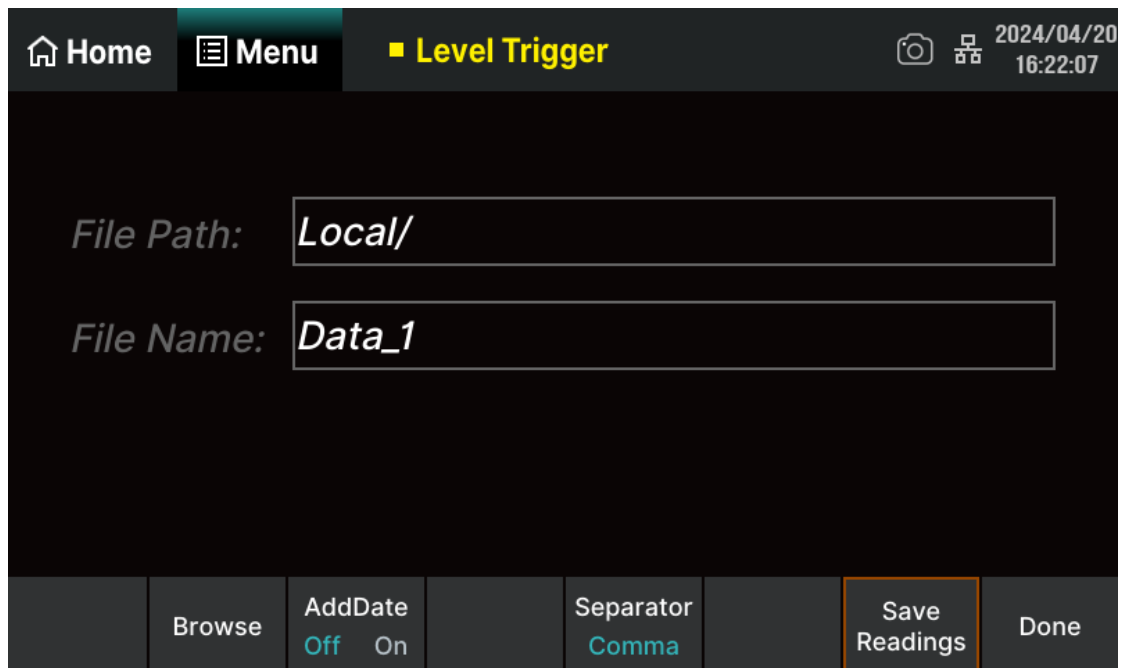 Home Menu Level Trigger 2024/04/20
16:22:07
File Path: Local/
File Name: Data_1
Browse AddDate Off On Separator Comma Save Readings Done